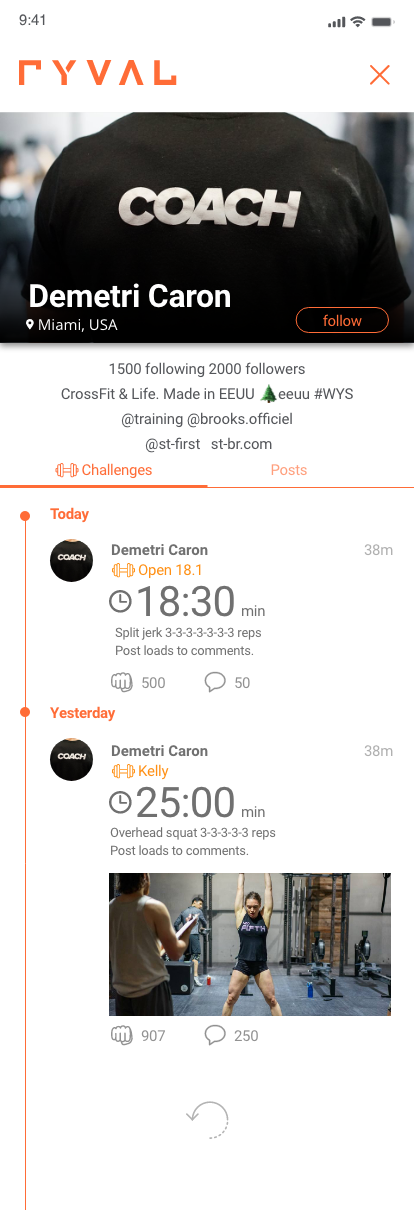 9:41
RYVAL
COACH
Demetri Caron
Miami, USA
follow
1500 following 2000 followers
CrossFit & Life. Made in EEUU 🌲eeuu #WYS
@training @brooks.officiel
@st-first st-br.com
Challenges
Posts
Today
COACH
Demetri Caron
38m
Open 18.1
18:30 min
Split jerk 3-3-3-3-3-3-3 reps
Post loads to comments.
500
50
Yesterday
COACH
Demetri Caron
38m
Kelly
25:00 min
Overhead squat 3-3-3-3-3 reps
Post loads to comments.
FIFTH
907
250